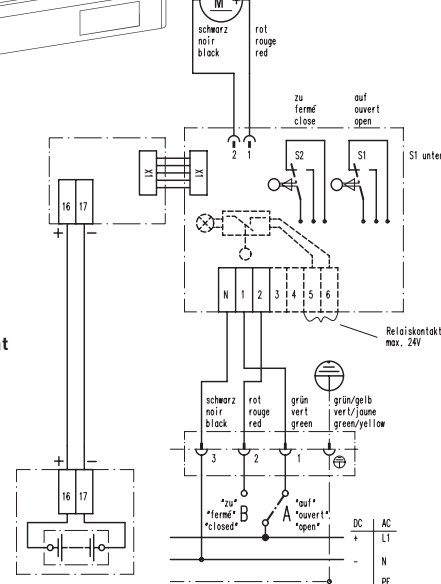 M +
schwarz
noir
black
rot
rouge
red
zu
fermé
close
auf
ouvert
open
2 1
S2
S1
S1 unter
X1
X1
16 17
+ -
N 1 2 3 4 5 6
Relaiskontakt
max. 24V
t
schwarz
noir
black
rot
rouge
red
grün
vert
green
grün/gelb
vert/jaune
green/yellow
3 2 1
+ -
16 17
"zu"
"fermé"
"closed"
B
A
"auf"
"ouvert"
"open"
DC AC
+ L1
- N
PE